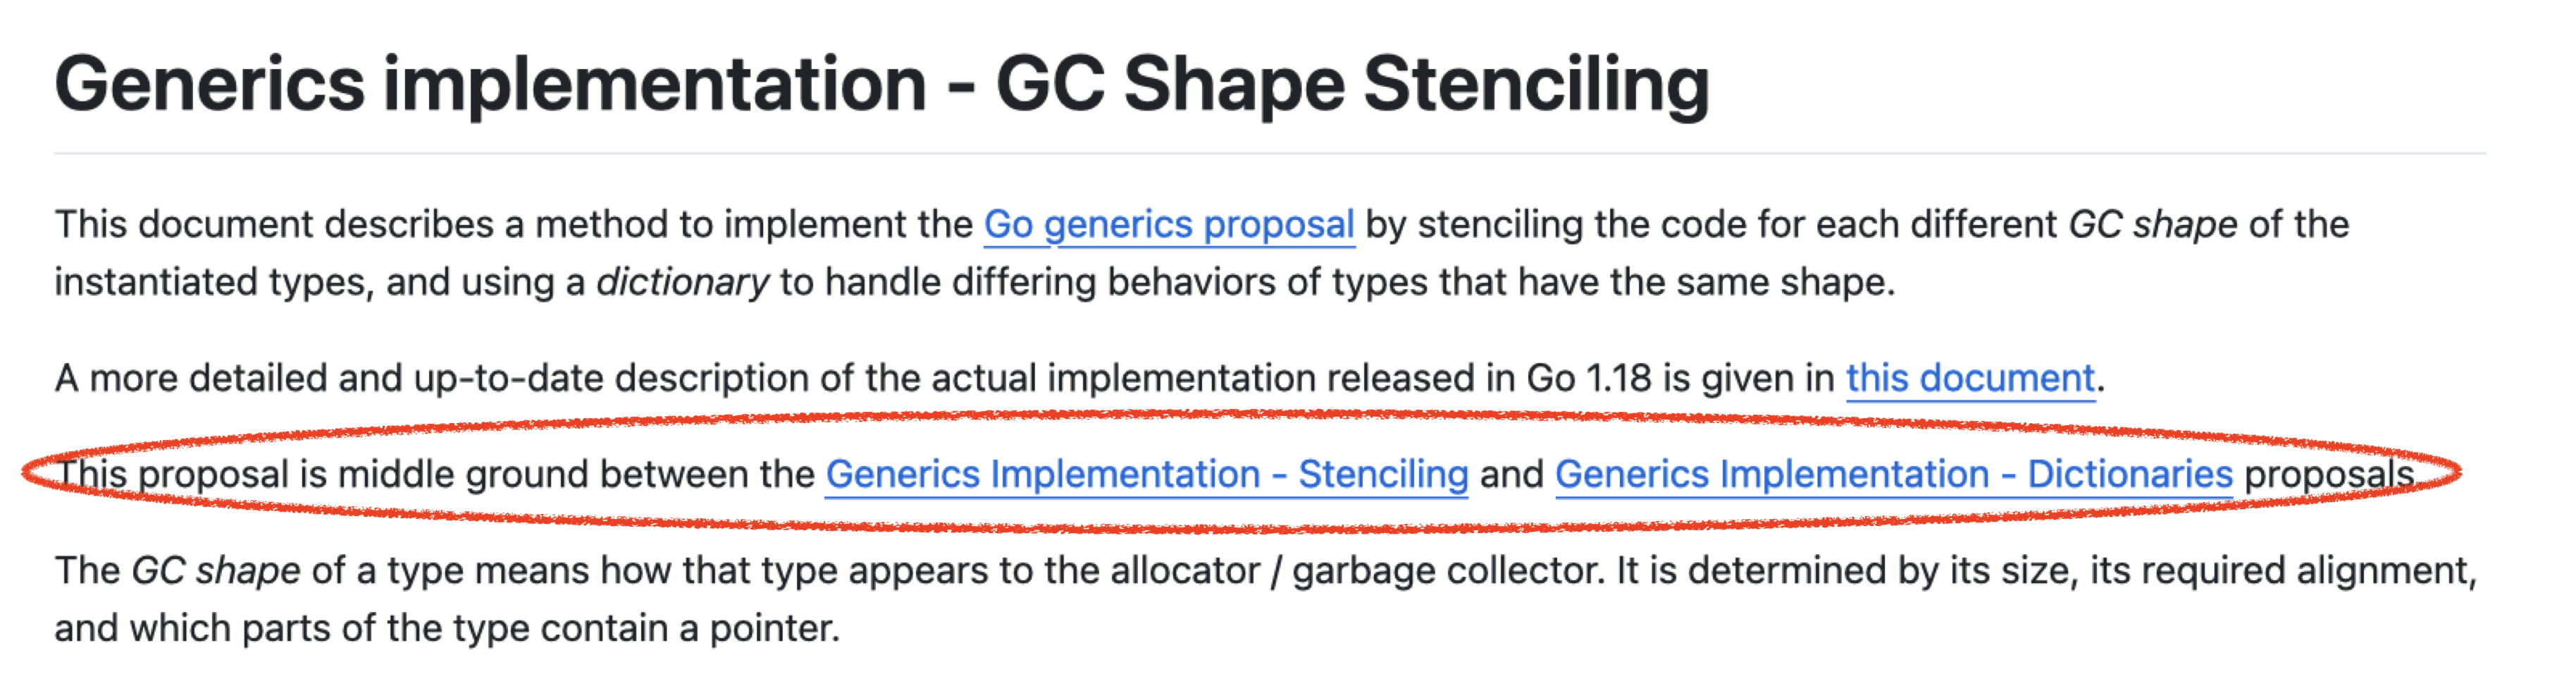 Generics implementation - GC Shape Stenciling
This document describes a method to implement the Go generics proposal by stenciling the code for each different GC shape of the
instantiated types, and using a dictionary to handle differing behaviors of types that have the same shape.
A more detailed and up-to-date description of the actual implementation released in Go 1.18 is given in this document.
This proposal is middle ground between the Generics Implementation - Stenciling and Generics Implementation - Dictionaries proposals.
The GC shape of a type means how that type appears to the allocator / garbage collector. It is determined by its size, its required alignment,
and which parts of the type contain a pointer.